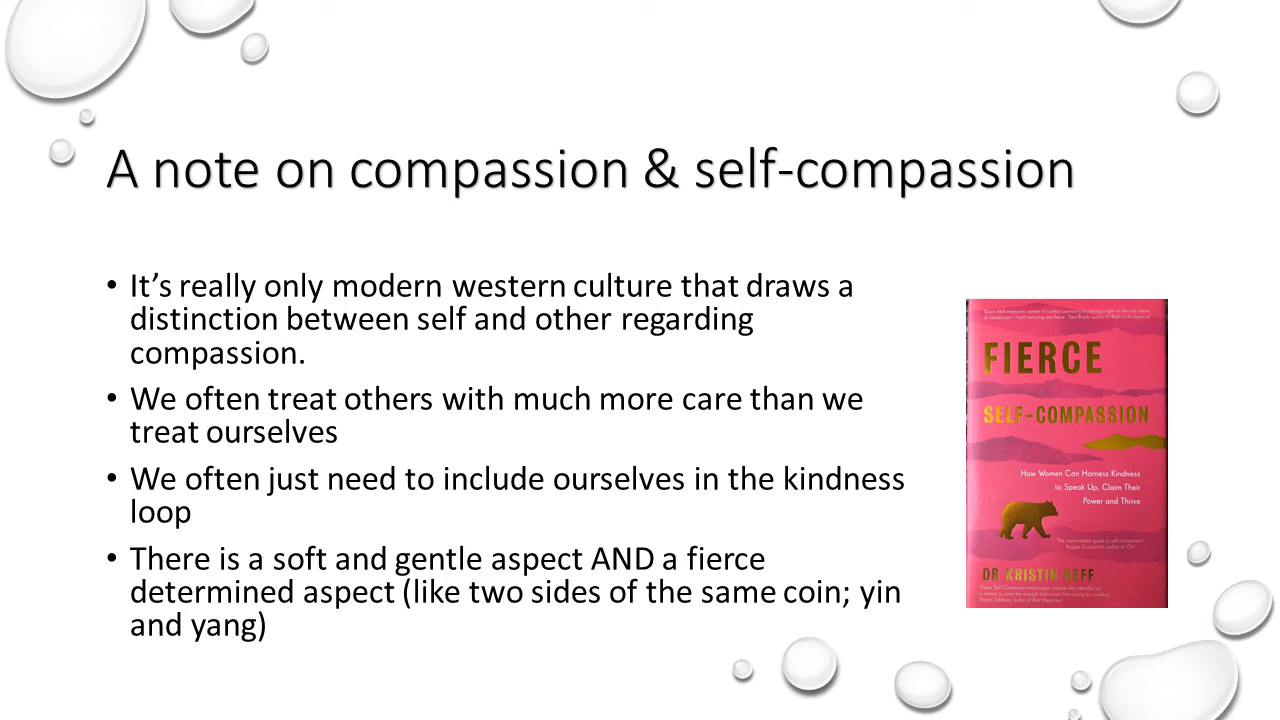 A note on compassion & self-compassion
• It’s really only modern western culture that draws a
distinction between self and other regarding
compassion.
• We often treat others with much more care than we
treat ourselves
• We often just need to include ourselves in the kindness
loop
• There is a soft and gentle aspect AND a fierce
determined aspect (like two sides of the same coin; yin
and yang)
FIERCE
SELF-COMPASSION
How Women Can Harness Kindness
to Speak Up, Claim Their
Power and Thrive
DR KRISTIN NEFF